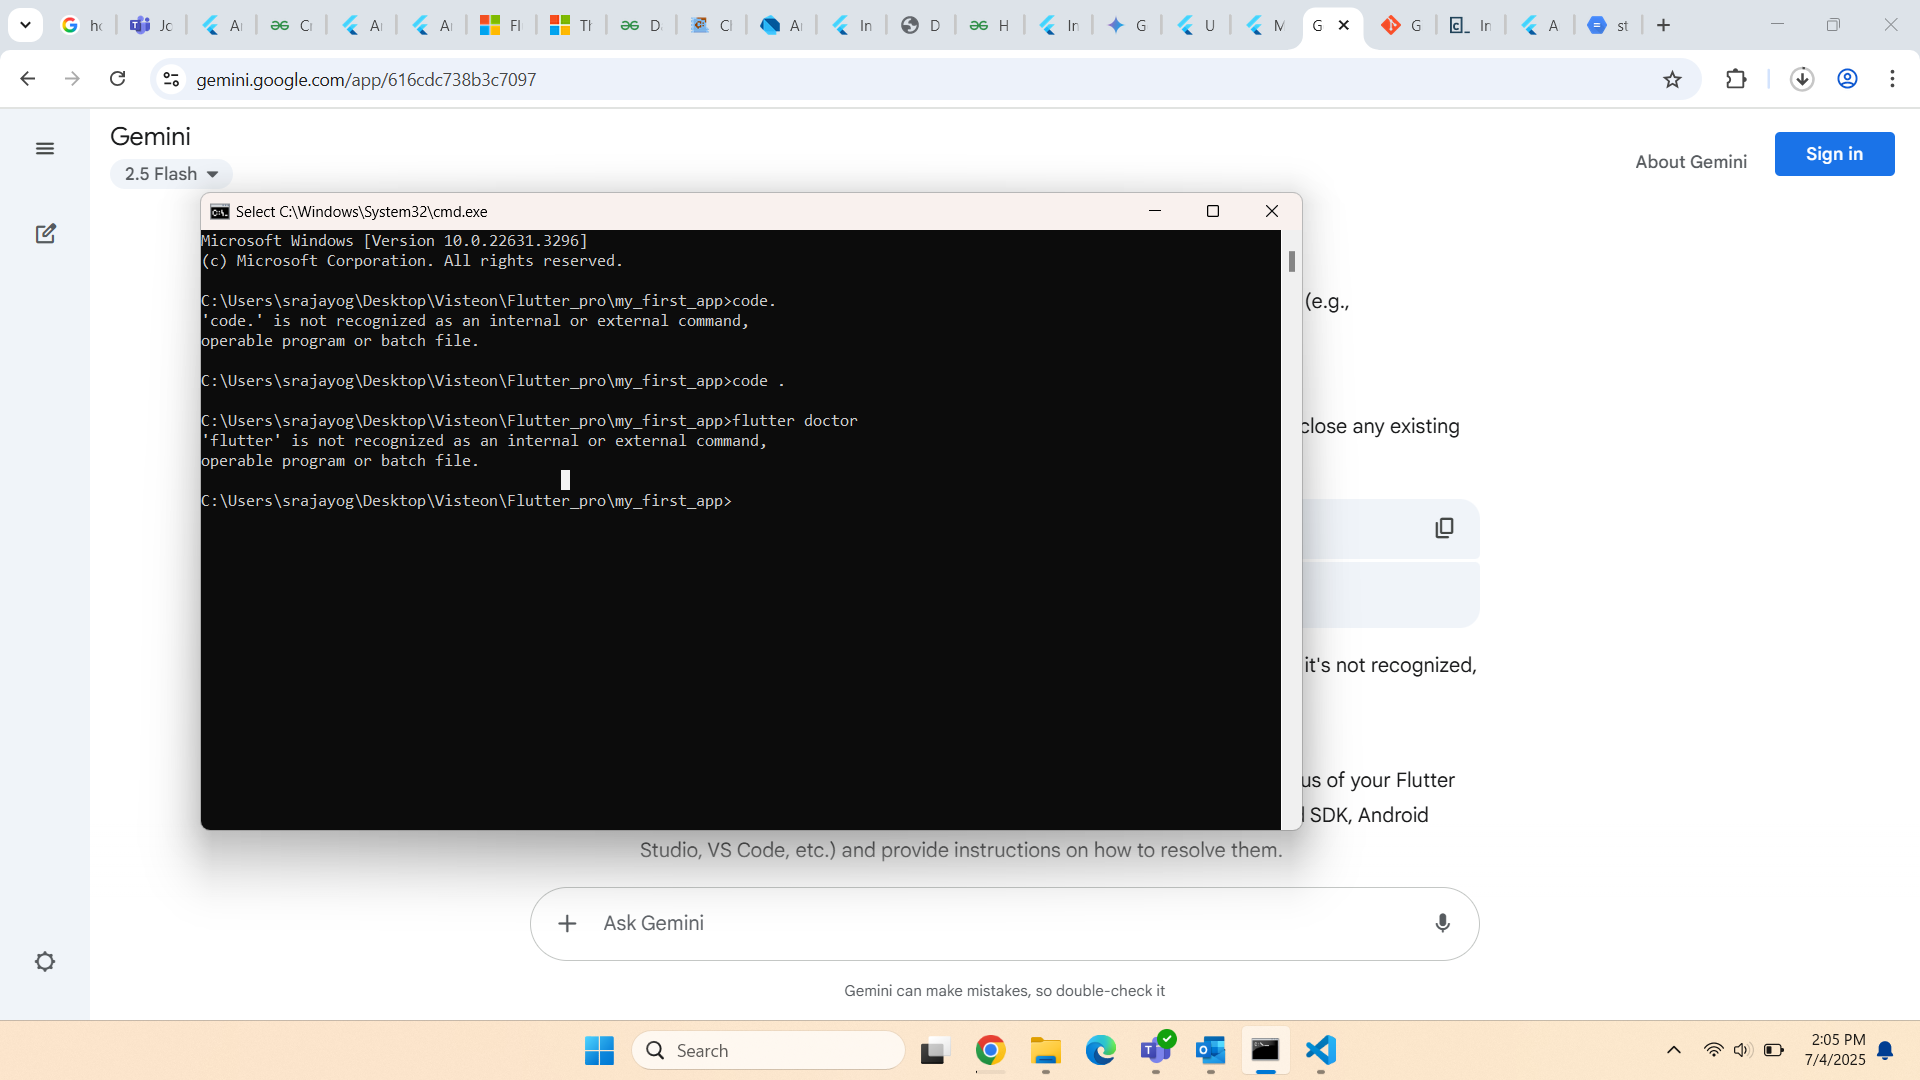 hc
Jc
Aı
Cı
Aı
Aı
Fl
Tl
D
Cl
Aı
In
D
H
In
G
U
M
G
G
In
A
st
gemini.google.com/app/616cdc738b3c7097
Gemini
2.5 Flash
About Gemini
Sign in
Select C:\Windows\System32\cmd.exe
Microsoft Windows [Version 10.0.22631.3296]
(c) Microsoft Corporation. All rights reserved.
C:\Users\srajayog\Desktop\Visteon\Flutter_pro\my_first_app>code.
'code.' is not recognized as an internal or external command,
operable program or batch file.
C:\Users\srajayog\Desktop\Visteon\Flutter_pro\my_first_app>code .
C:\Users\srajayog\Desktop\Visteon\Flutter_pro\my_first_app>flutter doctor
'flutter' is not recognized as an internal or external command,
operable program or batch file.
C:\Users\srajayog\Desktop\Visteon\Flutter_pro\my_first_app>
(e.g.,
close any existing
it's not recognized,
us of your Flutter
SDK, Android
Studio, VS Code, etc.) and provide instructions on how to resolve them.
Ask Gemini
Gemini can make mistakes, so double-check it
Search
2:05 PM
7/4/2025